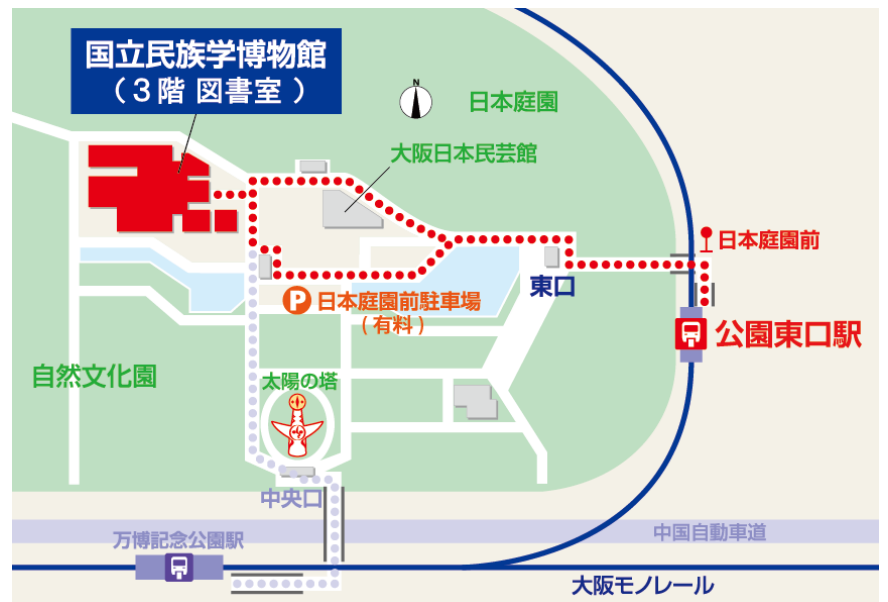 国立民族学博物館
（3階 図書室）
N
日本庭園
大阪日本民芸館
日本庭園前
東口
P 日本庭園前駐車場
（有料）
公園東口駅
自然文化園
太陽の塔
中央口
中国自動車道
万博記念公園駅
大阪モノレール